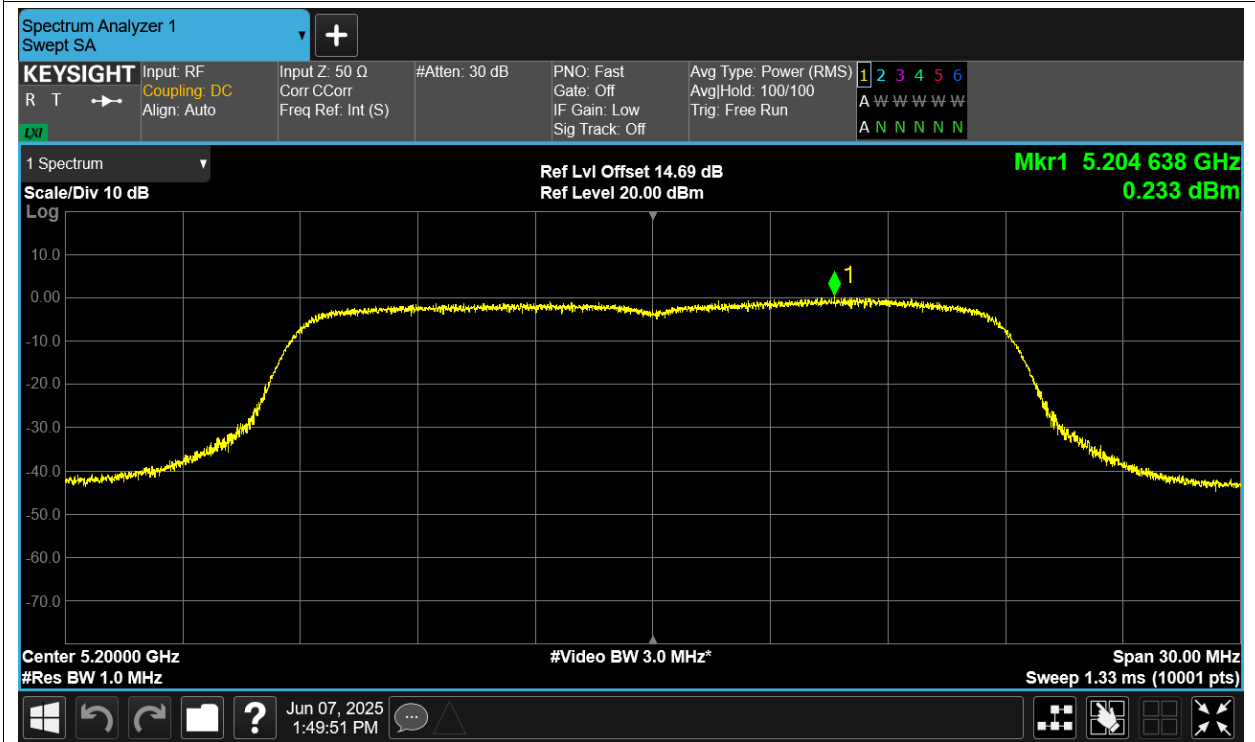 Spectrum Analyzer 1
Swept SA
KEYSIGHT
R T
LXI
Input: RF
Coupling: DC
Align: Auto
Input Z: 50 Ω
Corr CCorr
Freq Ref: Int (S)
#Atten: 30 dB
PNO: Fast
Gate: Off
IF Gain: Low
Sig Track: Off
Avg Type: Power (RMS)
Avg|Hold: 100/100
Trig: Free Run
1 2 3 4 5 6
A W W W W W
A N N N N N
1 Spectrum
Scale/Div 10 dB
Log
Ref Lvl Offset 14.69 dB
Ref Level 20.00 dBm
Mkr1 5.204 638 GHz
0.233 dBm
10.0
0.00
-10.0
-20.0
-30.0
-40.0
-50.0
-60.0
-70.0
1
Center 5.20000 GHz
#Res BW 1.0 MHz
#Video BW 3.0 MHz*
Span 30.00 MHz
Sweep 1.33 ms (10001 pts)
?
Jun 07, 2025
1:49:51 PM